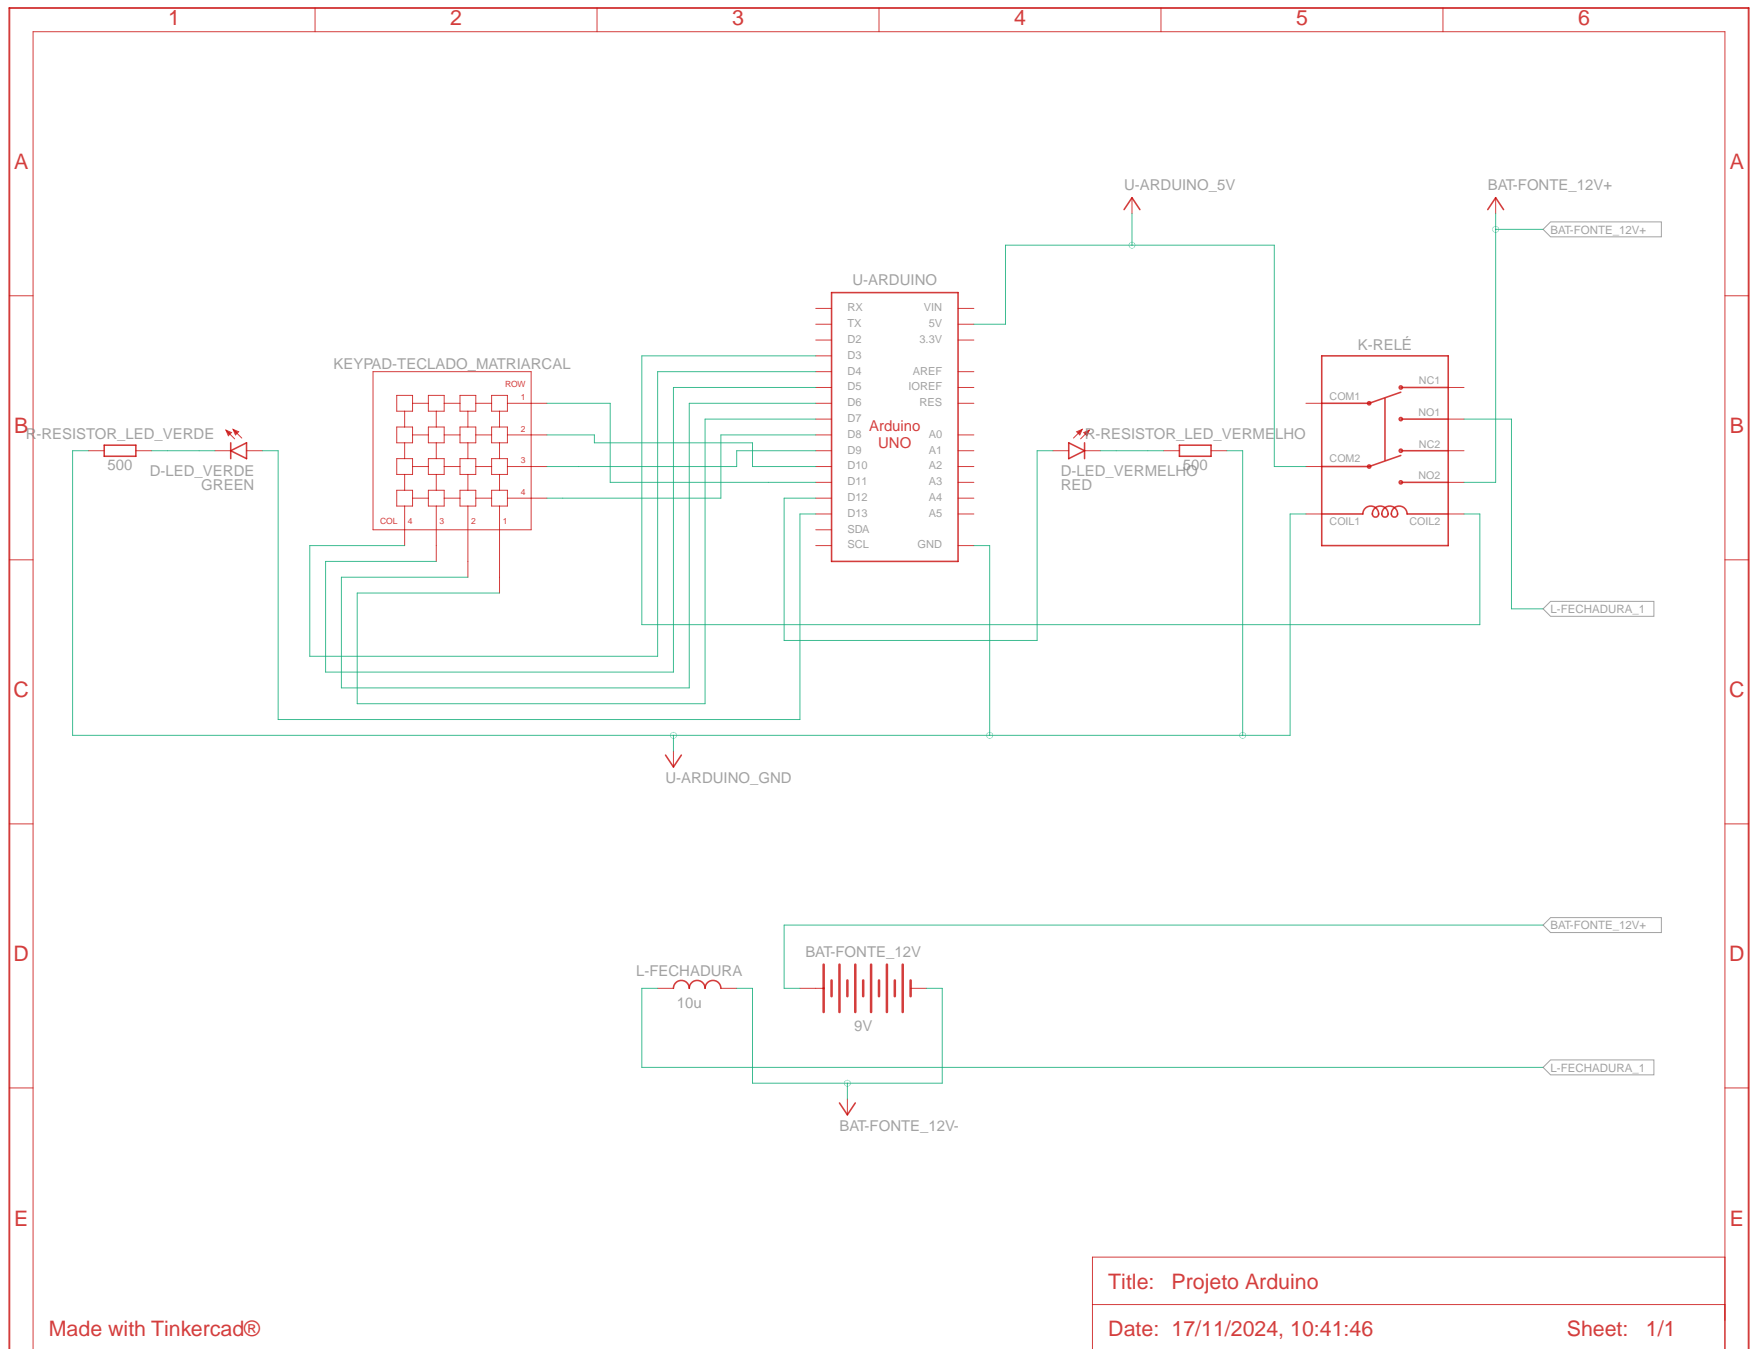 1 2 3 4 5 6
A A
U-ARDUINO_5V
BAT-FONTE_12V+
BAT-FONTE_12V+
U-ARDUINO
RX VIN
TX 5V
D2 3.3V
D3
D4 AREF
D5 IOREF
D6 RES
D7
Arduino
UNO
D8 A0
D9 A1
D10 A2
D11 A3
D12 A4
D13 A5
SDA
SCL GND
K-RELÉ
NC1
COM1
NO1
NC2
COM2
NO2
COIL1 COIL2
KEYPAD-TECLADO_MATRIARCAL
ROW
1
2
3
4
COL 4 3 2 1
B B
R-RESISTOR_LED_VERDE
500
D-LED_VERDE
GREEN
R-RESISTOR_LED_VERMELHO
500
D-LED_VERMELHO
RED
L-FECHADURA_1
C C
U-ARDUINO_GND
BAT-FONTE_12V+
D D
BAT-FONTE_12V
9V
L-FECHADURA
10u
L-FECHADURA_1
BAT-FONTE_12V-
E E
Title: Projeto Arduino
Made with Tinkercad®
Date: 17/11/2024, 10:41:46 Sheet: 1/1